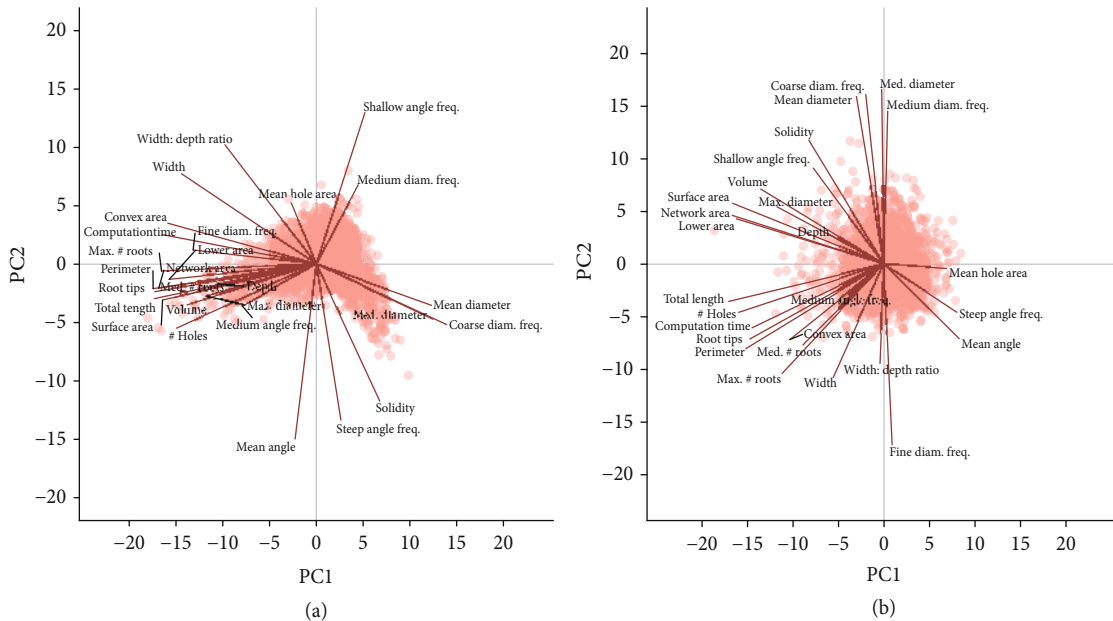 20
15
10
5
0
−5
−10
−15
−20
PC2
−20
−15
−10
−5
0
5
10
15
20
PC1
(a)
Shallow angle freq.
Width: depth ratio
Width
Mean hole area
Medium diam. freq.
Convex area
Computationtime
Fine diam. freq.
Max. # roots
Lower area
Perimeter
Network area
Root tips
Med. # roots
Depth
Total length
Volume
Max. diameter
Mean diameter
Surface area
Medium angle freq.
Med. diameter
Coarse diam. freq.
# Holes
Solidity
Steep angle freq.
Mean angle
20
15
10
5
0
−5
−10
−15
−20
PC2
−20
−15
−10
−5
0
5
10
15
20
PC1
(b)
Coarse diam. freq.
Med. diameter
Mean diameter
Medium diam. freq.
Solidity
Shallow angle freq.
Volume
Surface area
Max. diameter
Network area
Lower area
Depth
Mean hole area
Total length
Medium angle freq.
# Holes
Steep angle freq.
Computation time
Convex area
Root tips
Mean angle
Perimeter
Med. # roots
Max. # roots
Width
Width: depth ratio
Fine diam. freq.